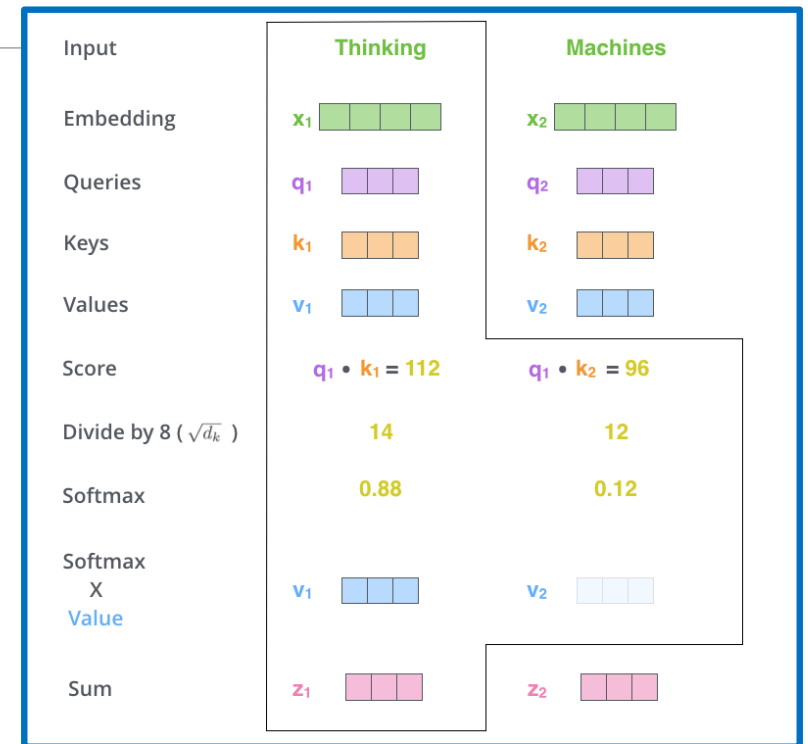 Input Thinking Machines
Embedding x₁ x₂
Queries q₁ q₂
Keys k₁ k₂
Values v₁ v₂
Score q₁ • k₁ = 112 q₁ • k₂ = 96
Divide by 8 ( √dₖ ) 14 12
Softmax 0.88 0.12
Softmax
X v₁ v₂
Value
Sum z₁ z₂